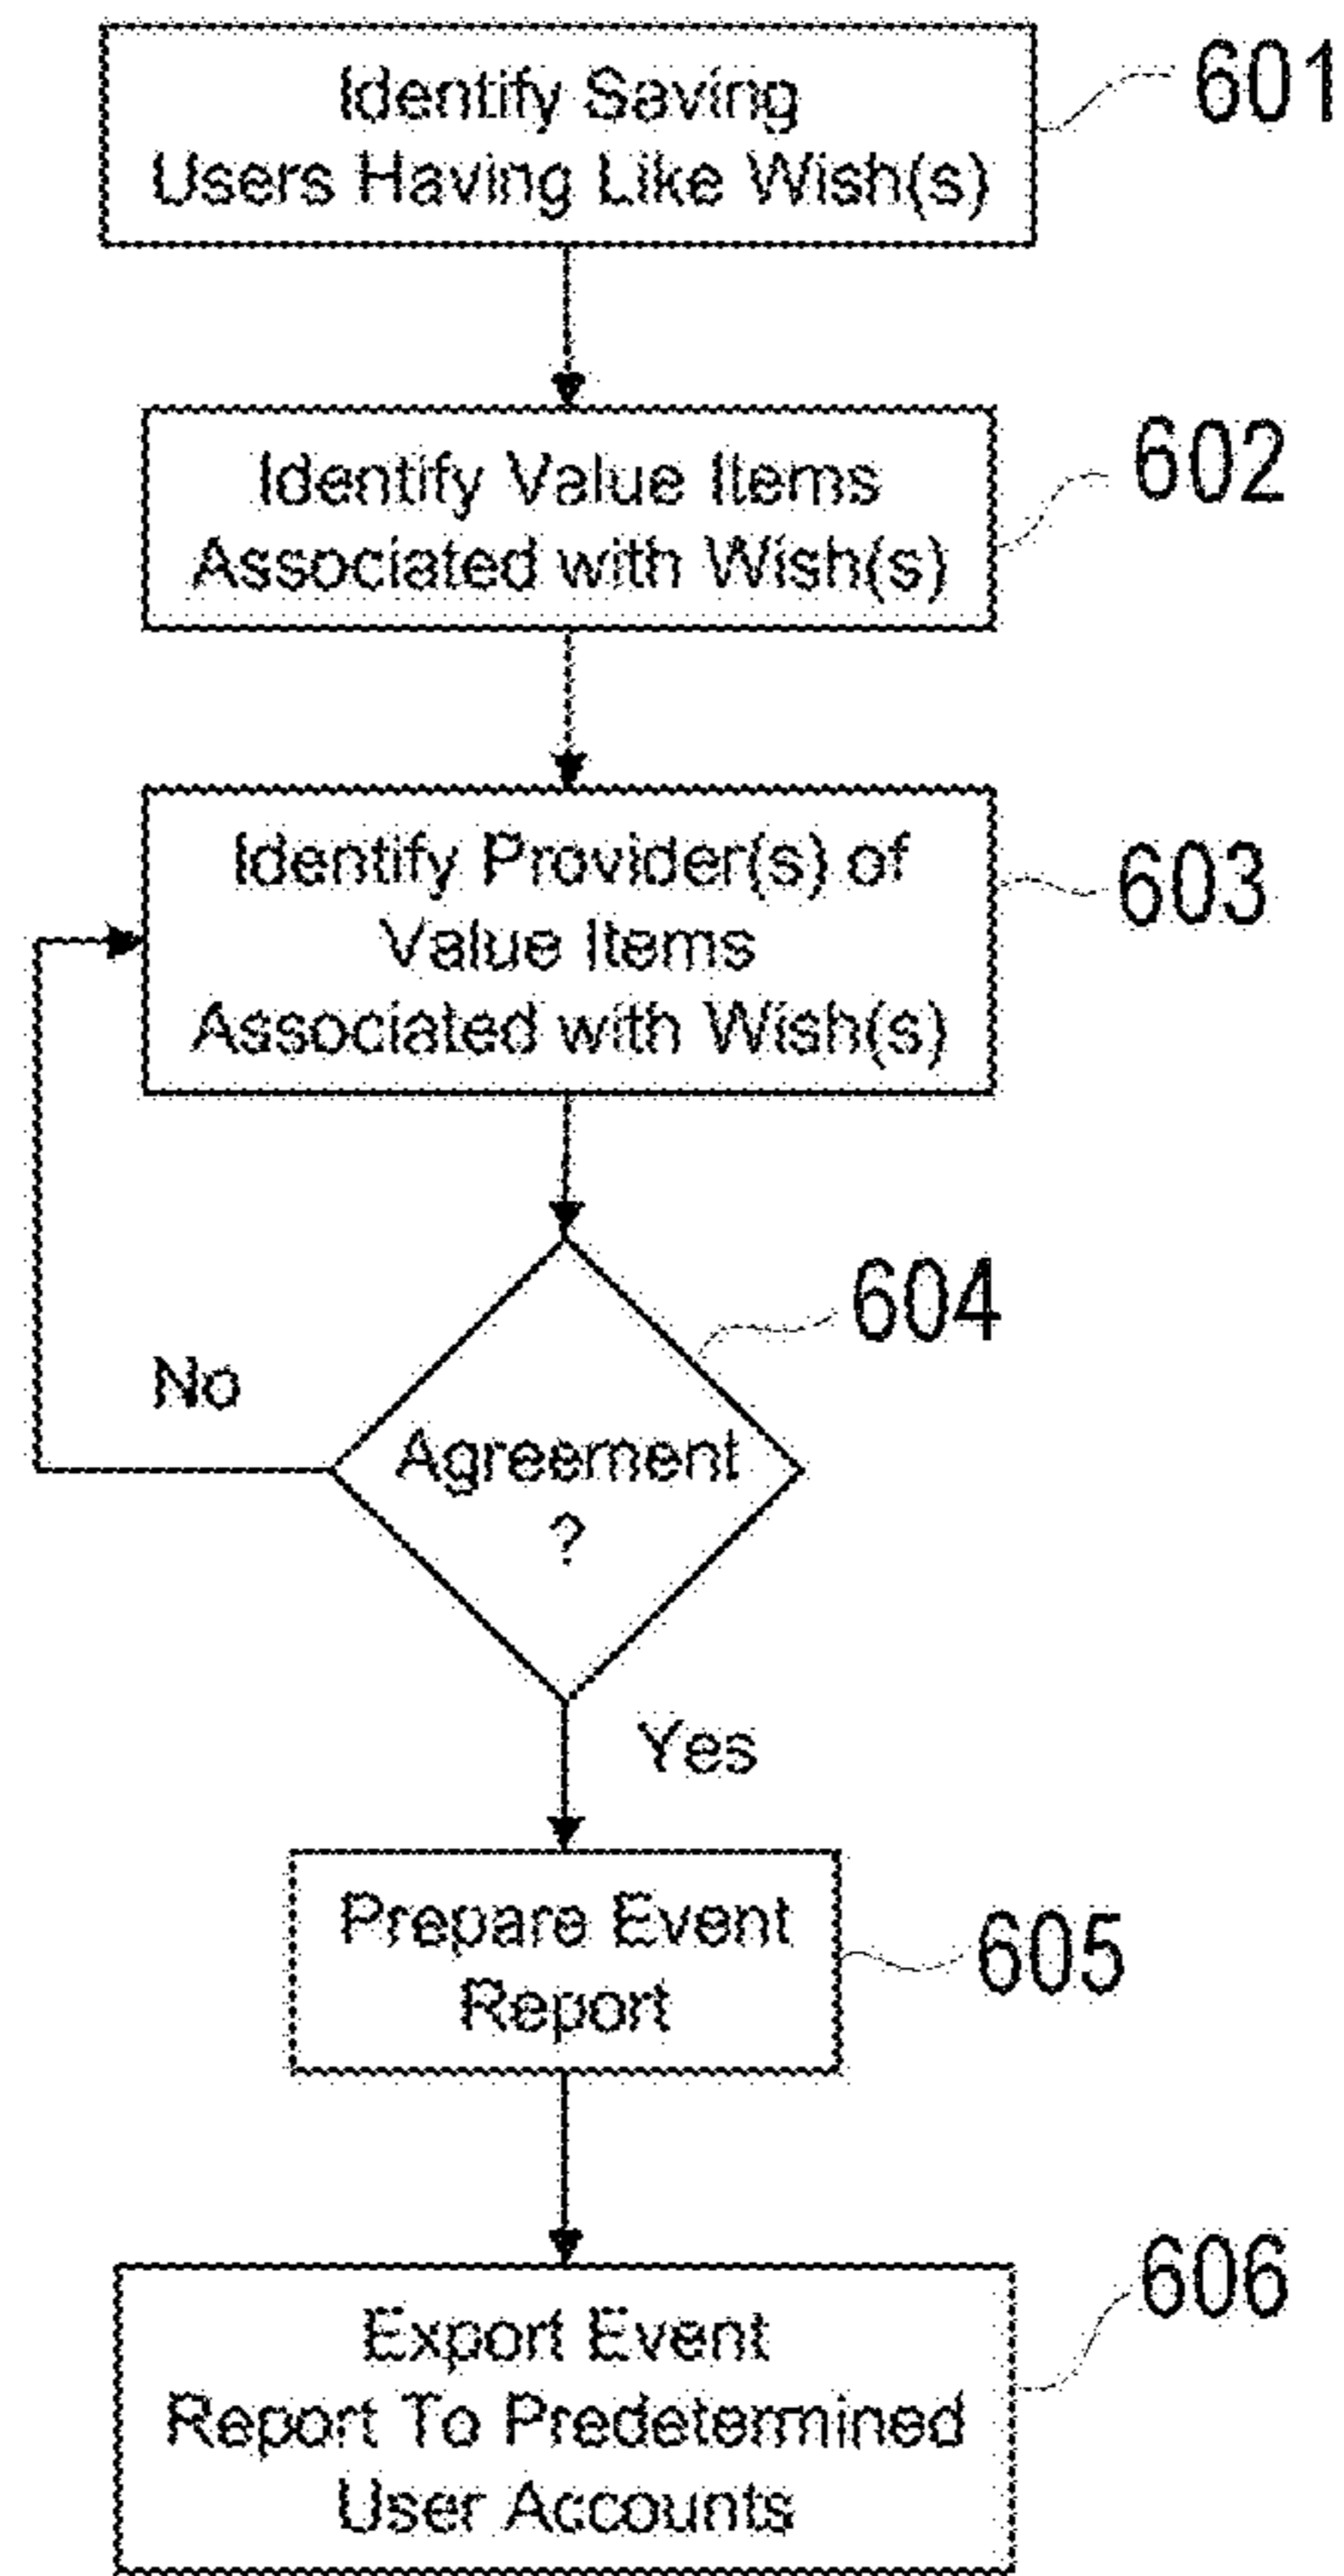 Identify Saving
Users Having Like Wish(s)
601
Identify Value Items
Associated with Wish(s)
602
Identify Provider(s) of
Value Items
Associated with Wish(s)
603
604
No
Agreement
?
Yes
Prepare Event
Report
605
Export Event
Report To Predetermined
User Accounts
606